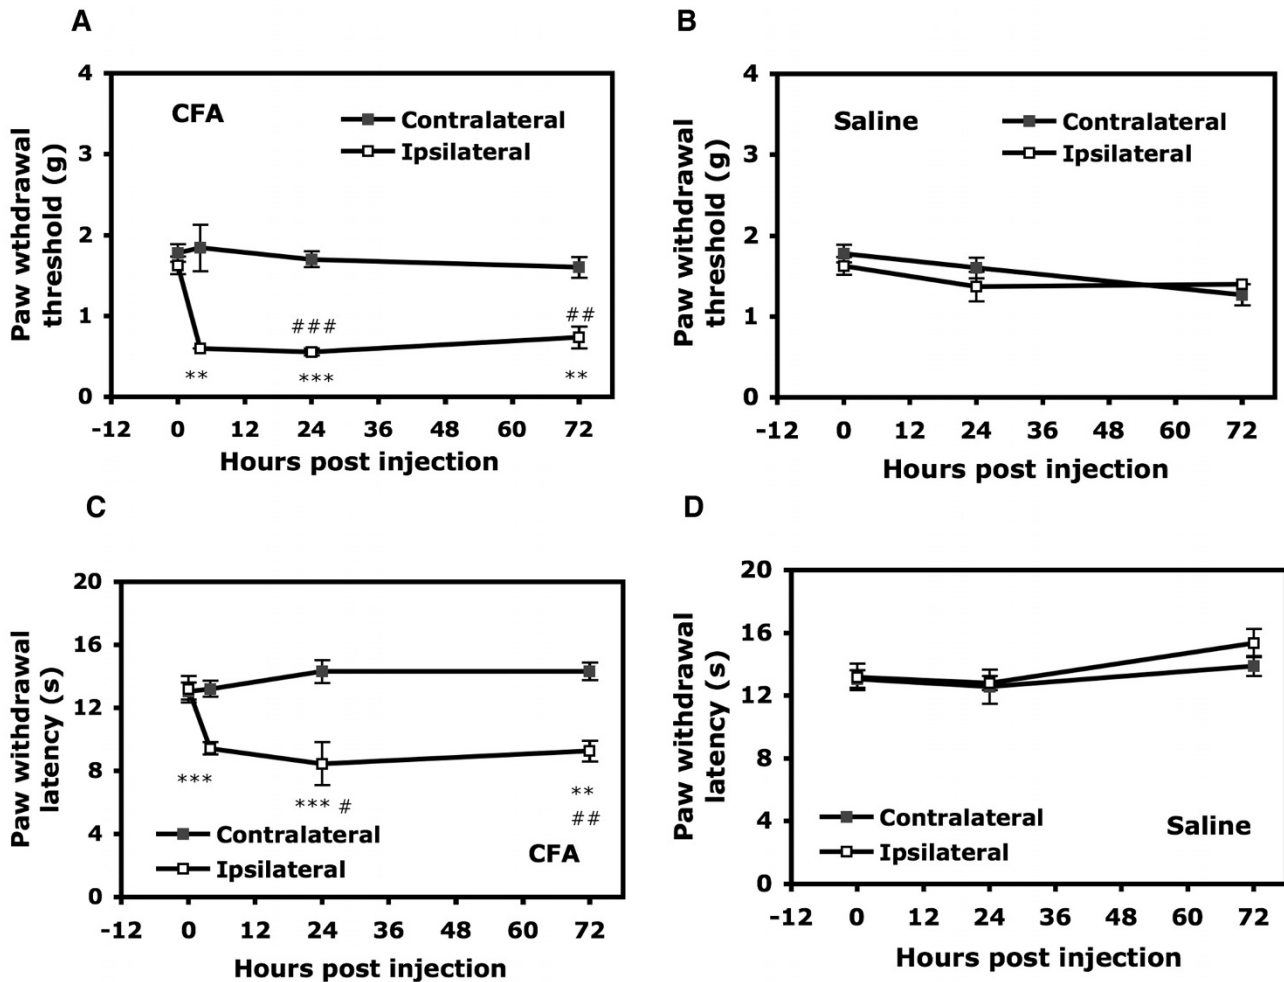 A
Paw wthdrawal
threshold (g)
4
3
2
1
0
CFA
Contralateral
Ipsilateral
###
##
**
***
**
-12 0 12 24 36 48 60 72
Hours post injection
B
Paw withdrawal
threshold (g)
4
3
2
1
0
Saline
Contralateral
Ipsilateral
-12 0 12 24 36 48 60 72
Hours post injection
C
Paw withdrawal
latency (s)
20
16
12
8
4
0
***
*** #
**
##
Contralateral
Ipsilateral
CFA
-12 0 12 24 36 48 60 72
Hours post injection
D
Paw withdrawal
latency (s)
20
16
12
8
4
0
Contralateral
Ipsilateral
Saline
-12 0 12 24 36 48 60 72
Hours post injection